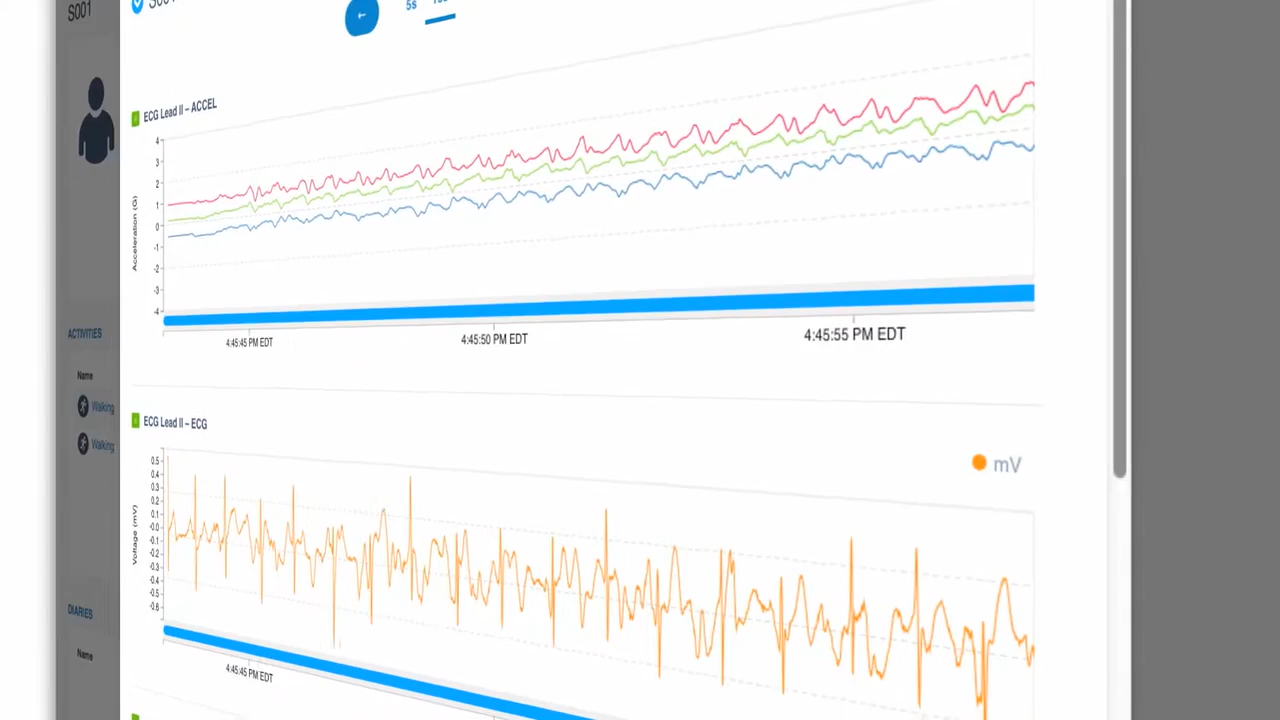 S001
5s
ECG Lead II – ACCEL
4
3
2
1
0
-1
-2
-3
-4
Acceleration (G)
4:45:45 PM EDT
4:45:50 PM EDT
4:45:55 PM EDT
ACTIVITIES
Name
Walking
Walking
ECG Lead II – ECG
mV
0.5
0.4
0.3
0.2
0.1
-0.0
-0.1
-0.2
-0.3
-0.4
-0.5
-0.6
Voltage (mV)
4:45:45 PM EDT
DIARIES
Name